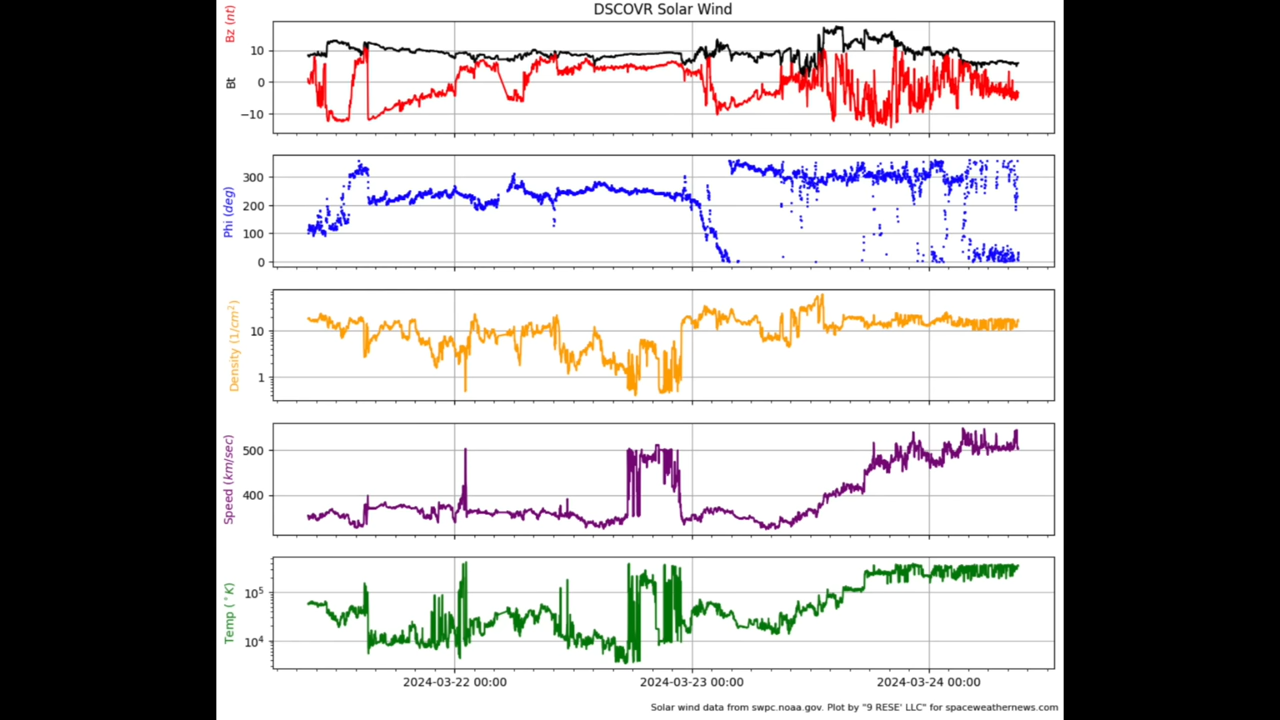 DSCOVR Solar Wind
Bz (nt)
Bt
10
0
−10
Phi (deg)
300
200
100
0
Density (1/cm²)
10
1
Speed (km/sec)
500
400
Temp (°K)
10⁵
10⁴
2024-03-22 00:00
2024-03-23 00:00
2024-03-24 00:00
Solar wind data from swpc.noaa.gov. Plot by "9 RESE' LLC" for spaceweathernews.com